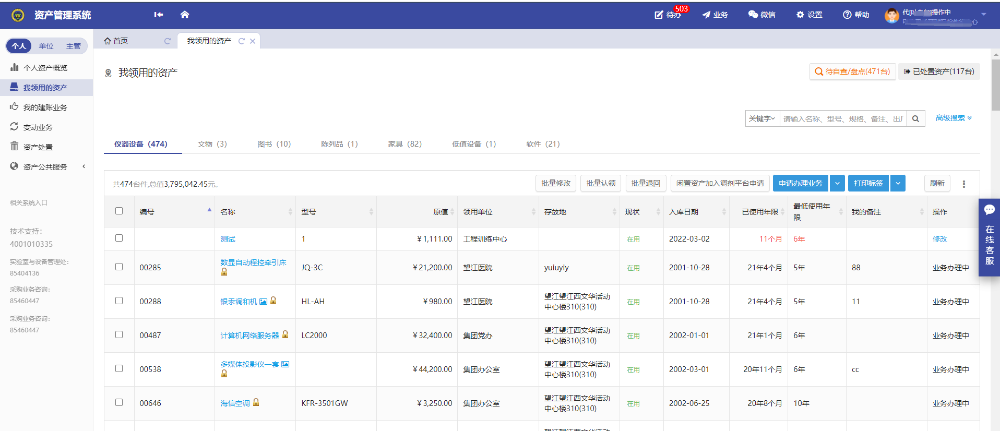 资产管理系统
待办
503
业务
微信
设置
帮助
操作中
个人
单位
主管
首页
我领用的资产
个人资产概览
我领用的资产
我的建账业务
变动业务
资产处置
资产公共服务
相关系统入口
技术支持:
4001010335
实验室与设备管理处:
85404136
采购业务咨询:
85460447
采购业务咨询:
85460447
我领用的资产
待自查/盘点(471台)
已处置资产(117台)
关键字
请输入名称、型号、规格、备注、出厂
高级搜索
仪器设备 (474)
文物 (3)
图书 (10)
陈列品 (1)
家具 (82)
低值设备 (1)
软件 (21)
共474台件,总值3,795,042.45元。
批量修改
批量认领
批量退回
闲置资产加入调剂平台申请
申请办理业务
打印标签
刷新
编号 名称 型号 原值 领用单位 存放地 现状 入库日期 已使用年限 最低使用年限 我的备注 操作
测试 1 ¥1,111.00 工程训练中心 在用 2022-03-02 11个月 6年 修改
00285 数显自动程控牵引床 JQ-3C ¥21,200.00 望江医院 yuiuyiy 在用 2001-10-28 21年4个月 5年 88 业务办理中
00288 银汞调和机 HL-AH ¥980.00 望江医院 望江望江西文华活动中心楼310(310) 在用 2001-10-28 21年4个月 5年 11 业务办理中
00487 计算机网络服务器 LC2000 ¥32,400.00 集团党办 望江望江西文华活动中心楼310(310) 在用 2002-01-01 21年1个月 6年 业务办理中
00538 多媒体投影仪一套 ¥44,200.00 集团办公室 望江望江西文华活动中心楼310(310) 在用 2002-03-01 20年11个月 6年 cc 业务办理中
00646 海信空调 KFR-3501GW ¥3,250.00 集团办公室 望江望江西文华活动中心楼310(310) 在用 2002-06-25 20年8个月 10年 业务办理中
在线客服